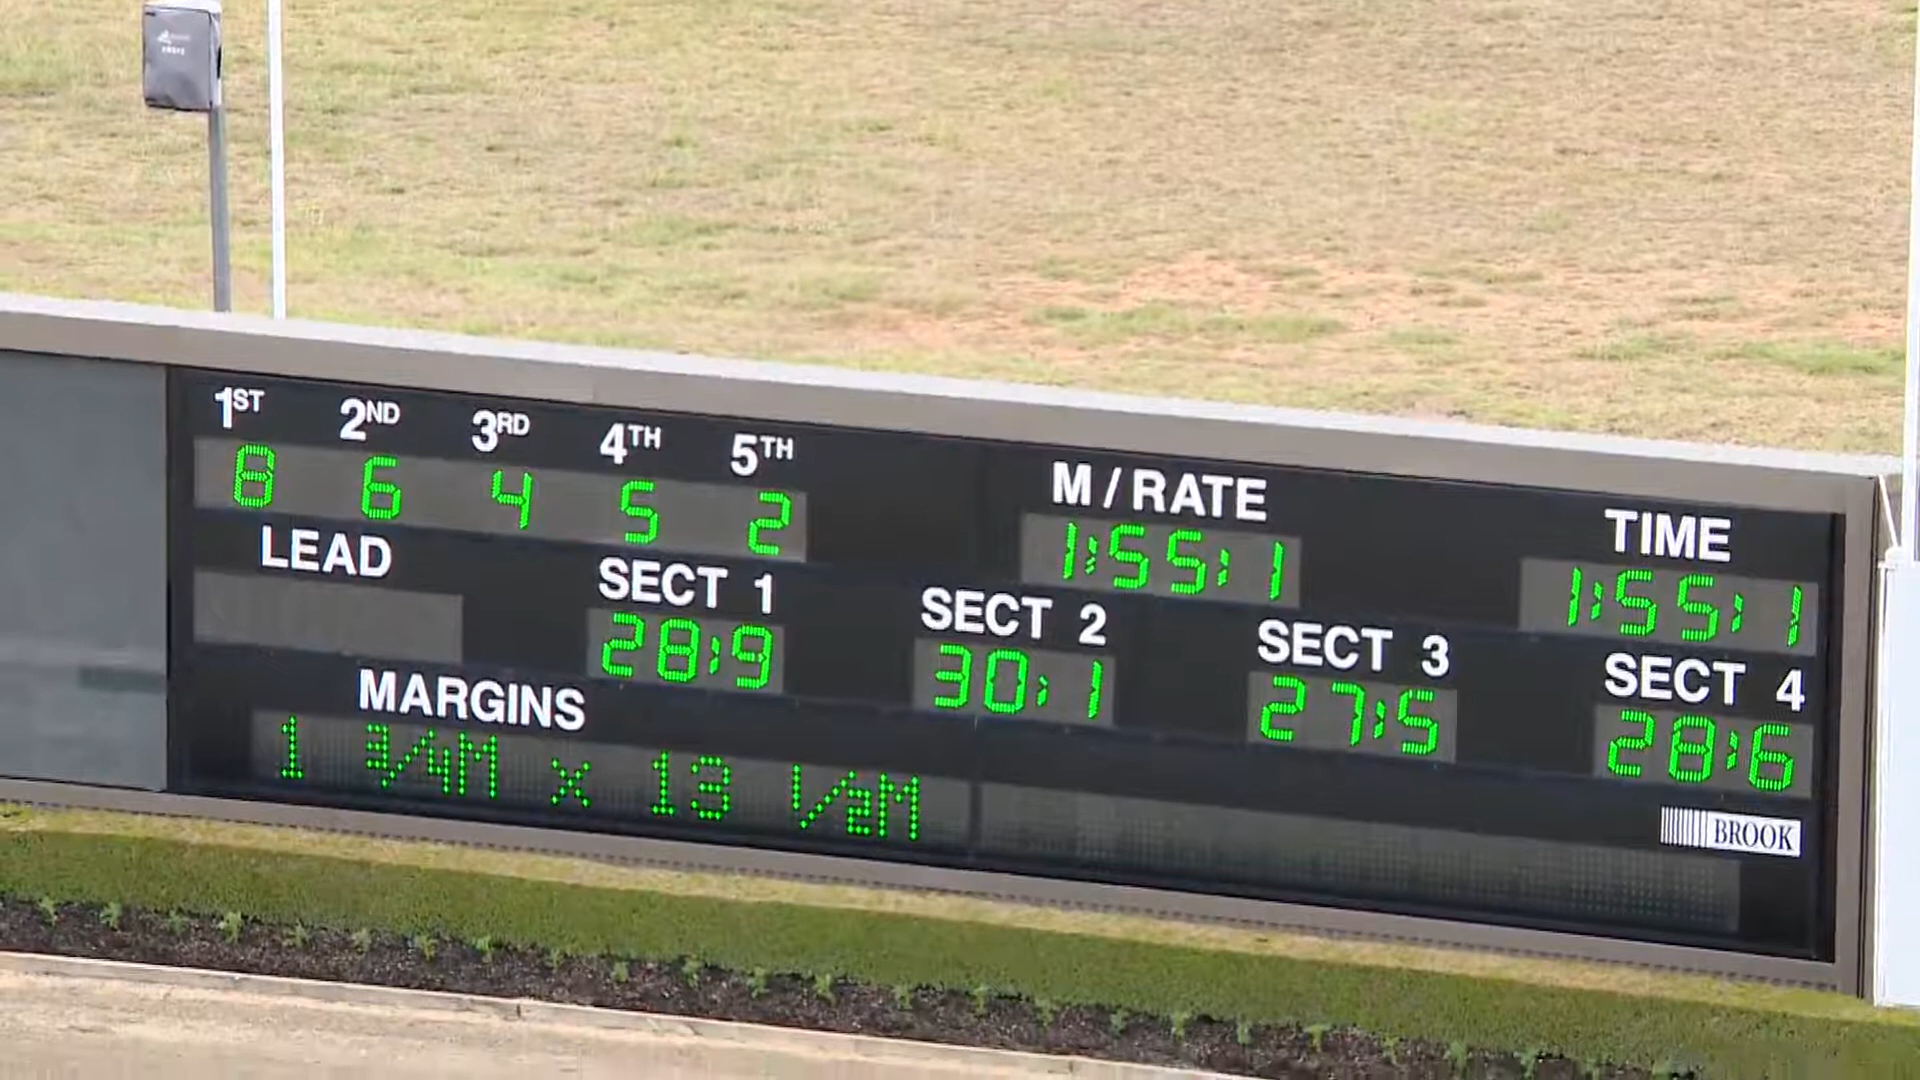 1ST 2ND 3RD 4TH 5TH
8 6 4 5 2
M / RATE
1:55:1
TIME
1:55:1
LEAD
SECT 1
28:9
SECT 2
30:1
SECT 3
27:5
SECT 4
28:6
MARGINS
1 3/4M x 13 1/2M
BROOK